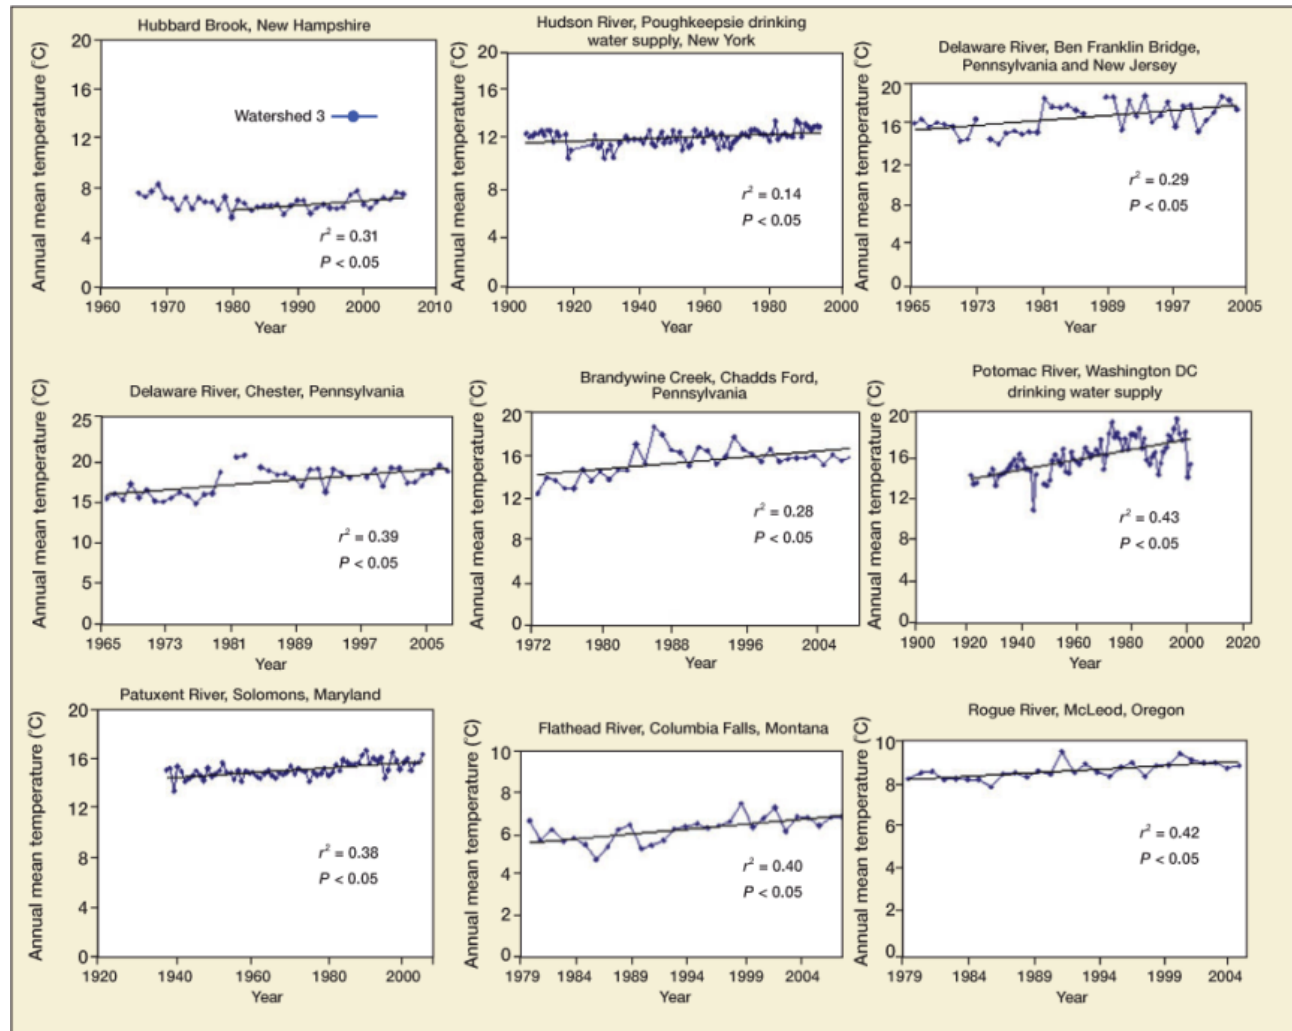 Hubbard Brook, New Hampshire
Annual mean temperature (°C)
20
16
12
8
4
0
Watershed 3
r² = 0.31
P < 0.05
1960 1970 1980 1990 2000 2010
Year
Hudson River, Poughkeepsie drinking
water supply, New York
Annual mean temperature (°C)
20
16
12
8
4
0
r² = 0.14
P < 0.05
1900 1920 1940 1960 1980 2000
Year
Delaware River, Ben Franklin Bridge,
Pennsylvania and New Jersey
Annual mean temperature (°C)
20
16
12
8
4
0
r² = 0.29
P < 0.05
1965 1973 1981 1989 1997 2005
Year
Delaware River, Chester, Pennsylvania
Annual mean temperature (°C)
25
20
15
10
5
0
r² = 0.39
P < 0.05
1965 1973 1981 1989 1997 2005
Year
Brandywine Creek, Chadds Ford,
Pennsylvania
Annual mean temperature (°C)
20
16
12
8
4
0
r² = 0.28
P < 0.05
1972 1980 1988 1996 2004
Year
Potomac River, Washington DC
drinking water supply
Annual mean temperature (°C)
20
16
12
8
4
0
r² = 0.43
P < 0.05
1900 1920 1940 1960 1980 2000 2020
Year
Patuxent River, Solomons, Maryland
Annual mean temperature (°C)
20
16
12
8
4
0
r² = 0.38
P < 0.05
1920 1940 1960 1980 2000
Year
Flathead River, Columbia Falls, Montana
Annual mean temperature (°C)
10
8
6
4
2
0
r² = 0.40
P < 0.05
1979 1984 1989 1994 1999 2004
Year
Rogue River, McLeod, Oregon
Annual mean temperature (°C)
10
8
6
4
2
0
r² = 0.42
P < 0.05
1979 1984 1989 1994 1999 2004
Year